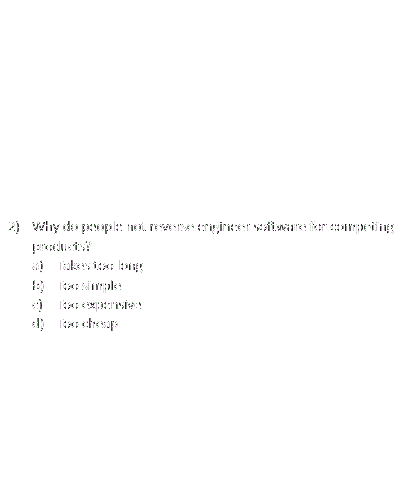 2) Why do people not reverse engineer software for competing
products?
a) Takes too long
b) Too simple
c) Too expensive
d) Too cheap